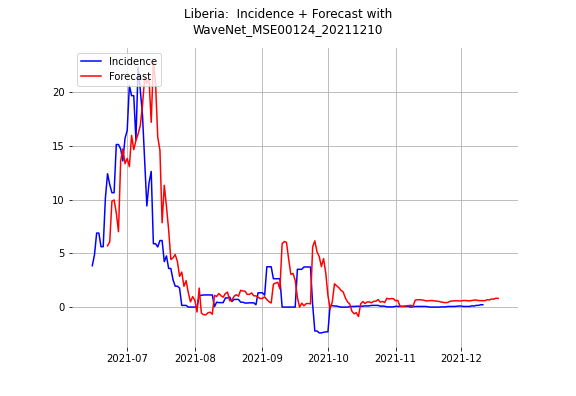 Liberia:  Incidence + Forecast with
WaveNet_MSE00124_20211210
Incidence
Forecast
20
15
10
5
0
2021-07 2021-08 2021-09 2021-10 2021-11 2021-12